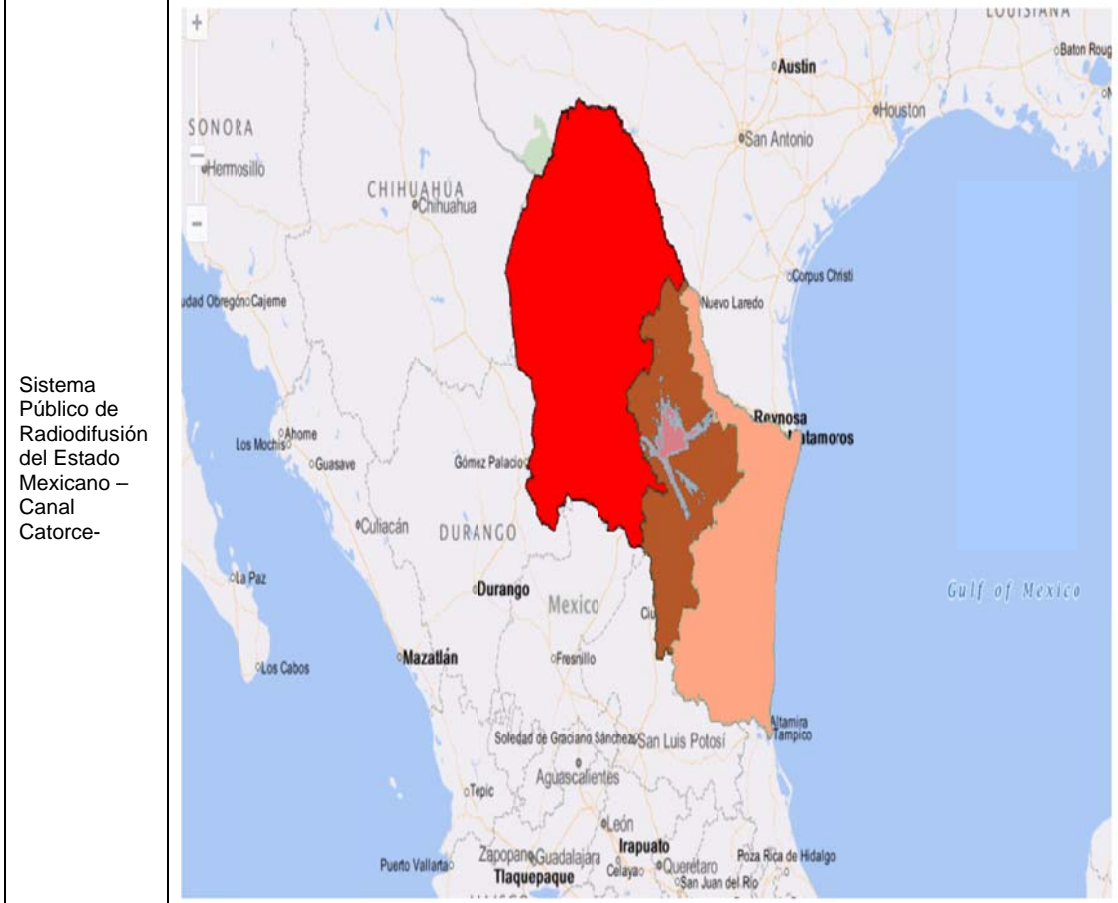 Sistema
Público de
Radiodifusión
del Estado
Mexicano –
Canal
Catorce-
+
-
LOUISIANA
Baton Roug
Austin
Houston
SONORA
San Antonio
Hermosillo
CHIHUAHUA
Chihuahua
Corpus Christi
udad Obregón Cajeme
Nuevo Laredo
Reynosa
Matamoros
Ahome
Los Mochis
Guasave
Gómez Palacio
Culiacán
DURANGO
La Paz
Durango
Mexico
Gulf of Mexico
Ciu
Mazatlán
Fresnillo
Los Cabos
Altamira
Tampico
Soledad de Graciano Sánchez
San Luis Potosí
Aguascalientes
Tepic
León
Irapuato
Puerto Vallarta
Zapopan
Guadalajara
Celaya
Querétaro
Poza Rica de Hidalgo
Tlaquepaque
San Juan del Río